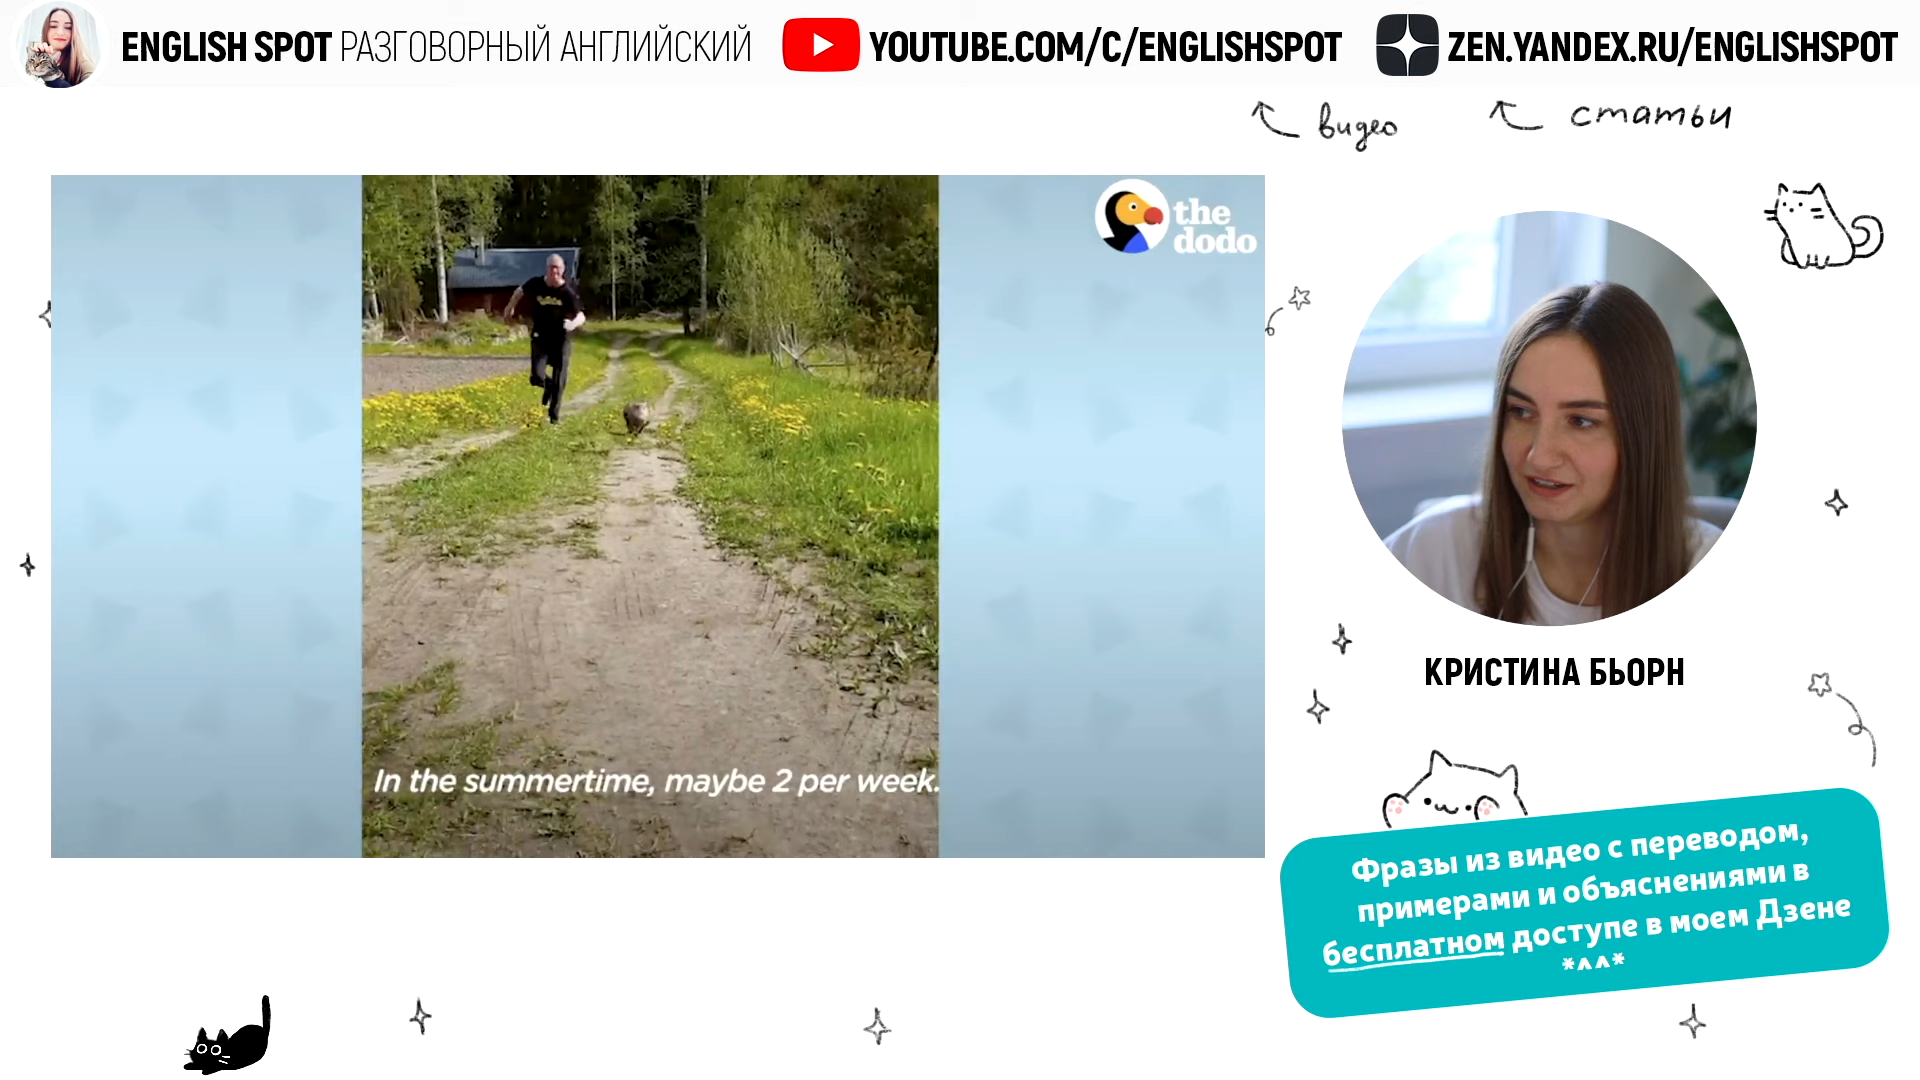 ENGLISH SPOT РАЗГОВОРНЫЙ АНГЛИЙСКИЙ
YOUTUBE.COM/C/ENGLISHSPOT
ZEN.YANDEX.RU/ENGLISHSPOT
видео
статьи
the
dodo
In the summertime, maybe 2 per week.
КРИСТИНА БЬОРН
Фразы из видео с переводом,
примерами и объяснениями в
бесплатном доступе в моем Дзене
*^^*